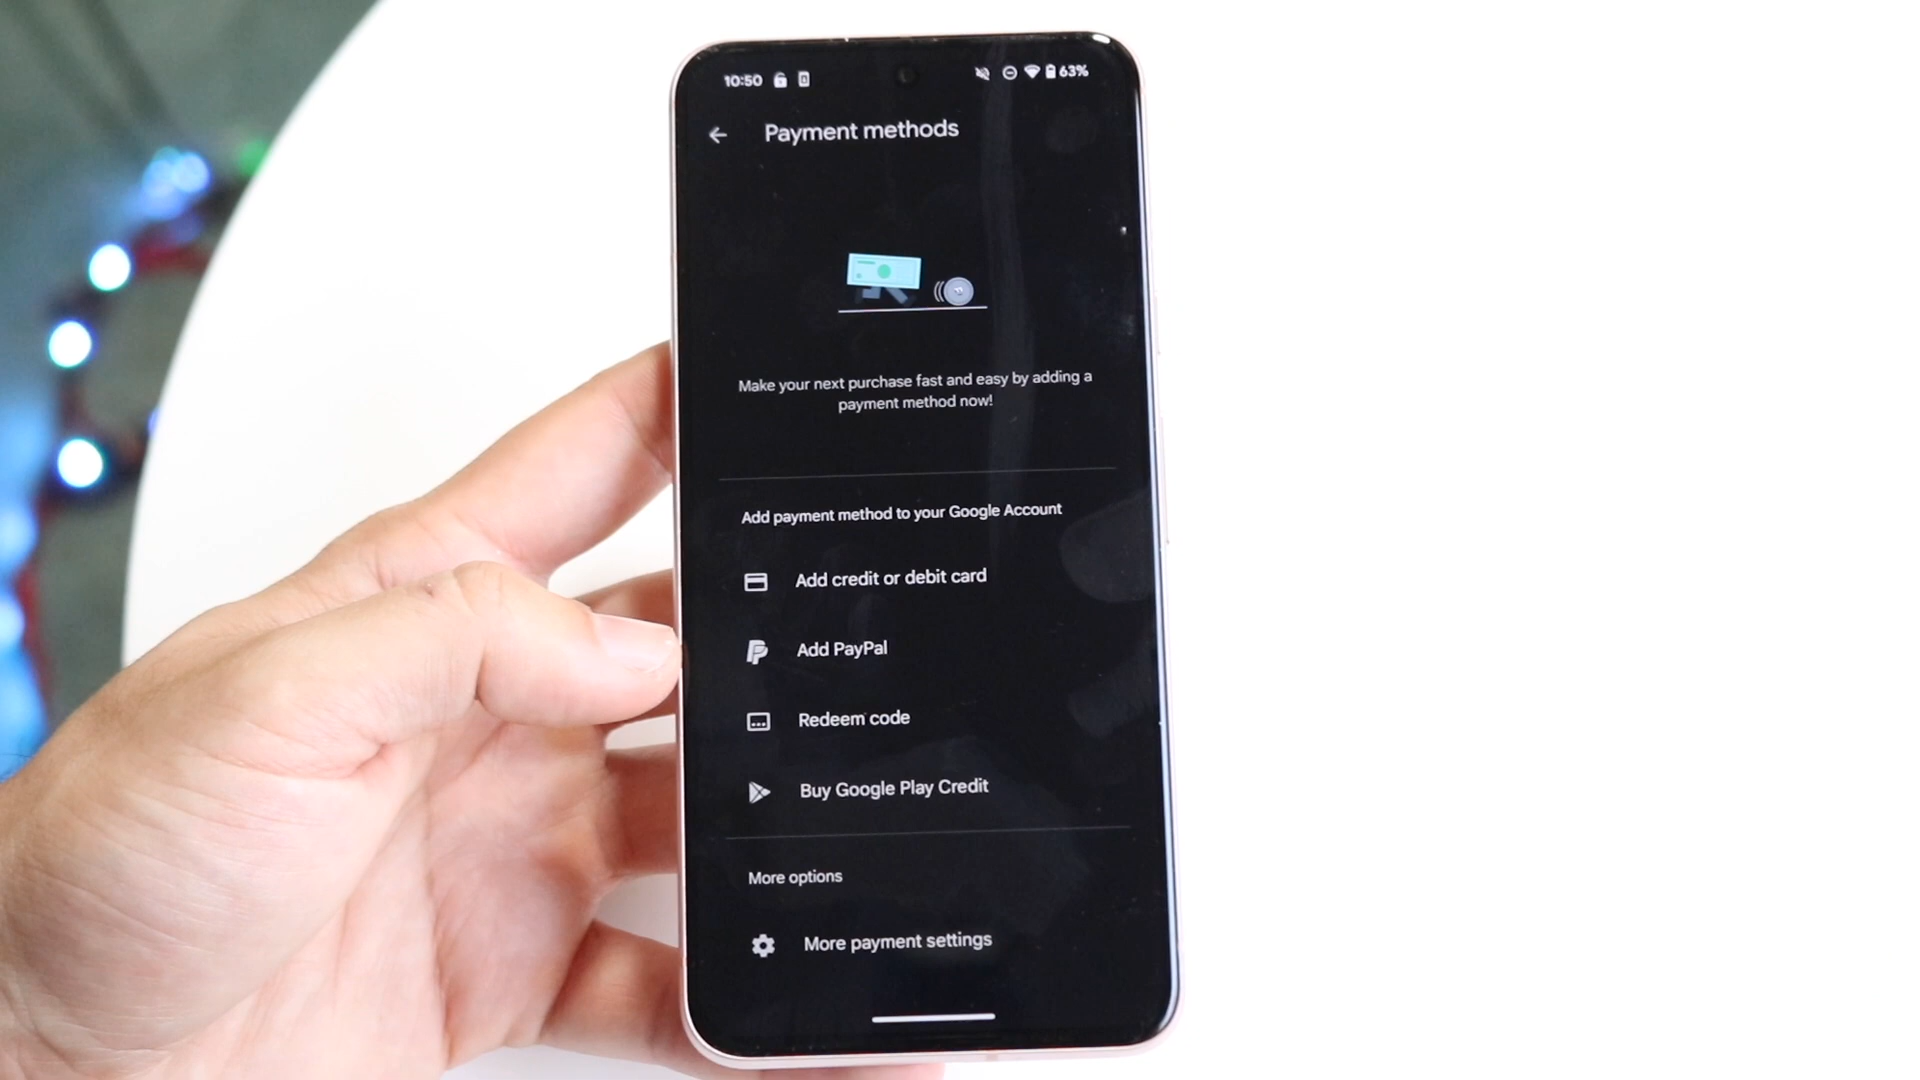 10:50 63%
Payment methods
Make your next purchase fast and easy by adding a
payment method now!
Add payment method to your Google Account
Add credit or debit card
Add PayPal
Redeem code
Buy Google Play Credit
More options
More payment settings